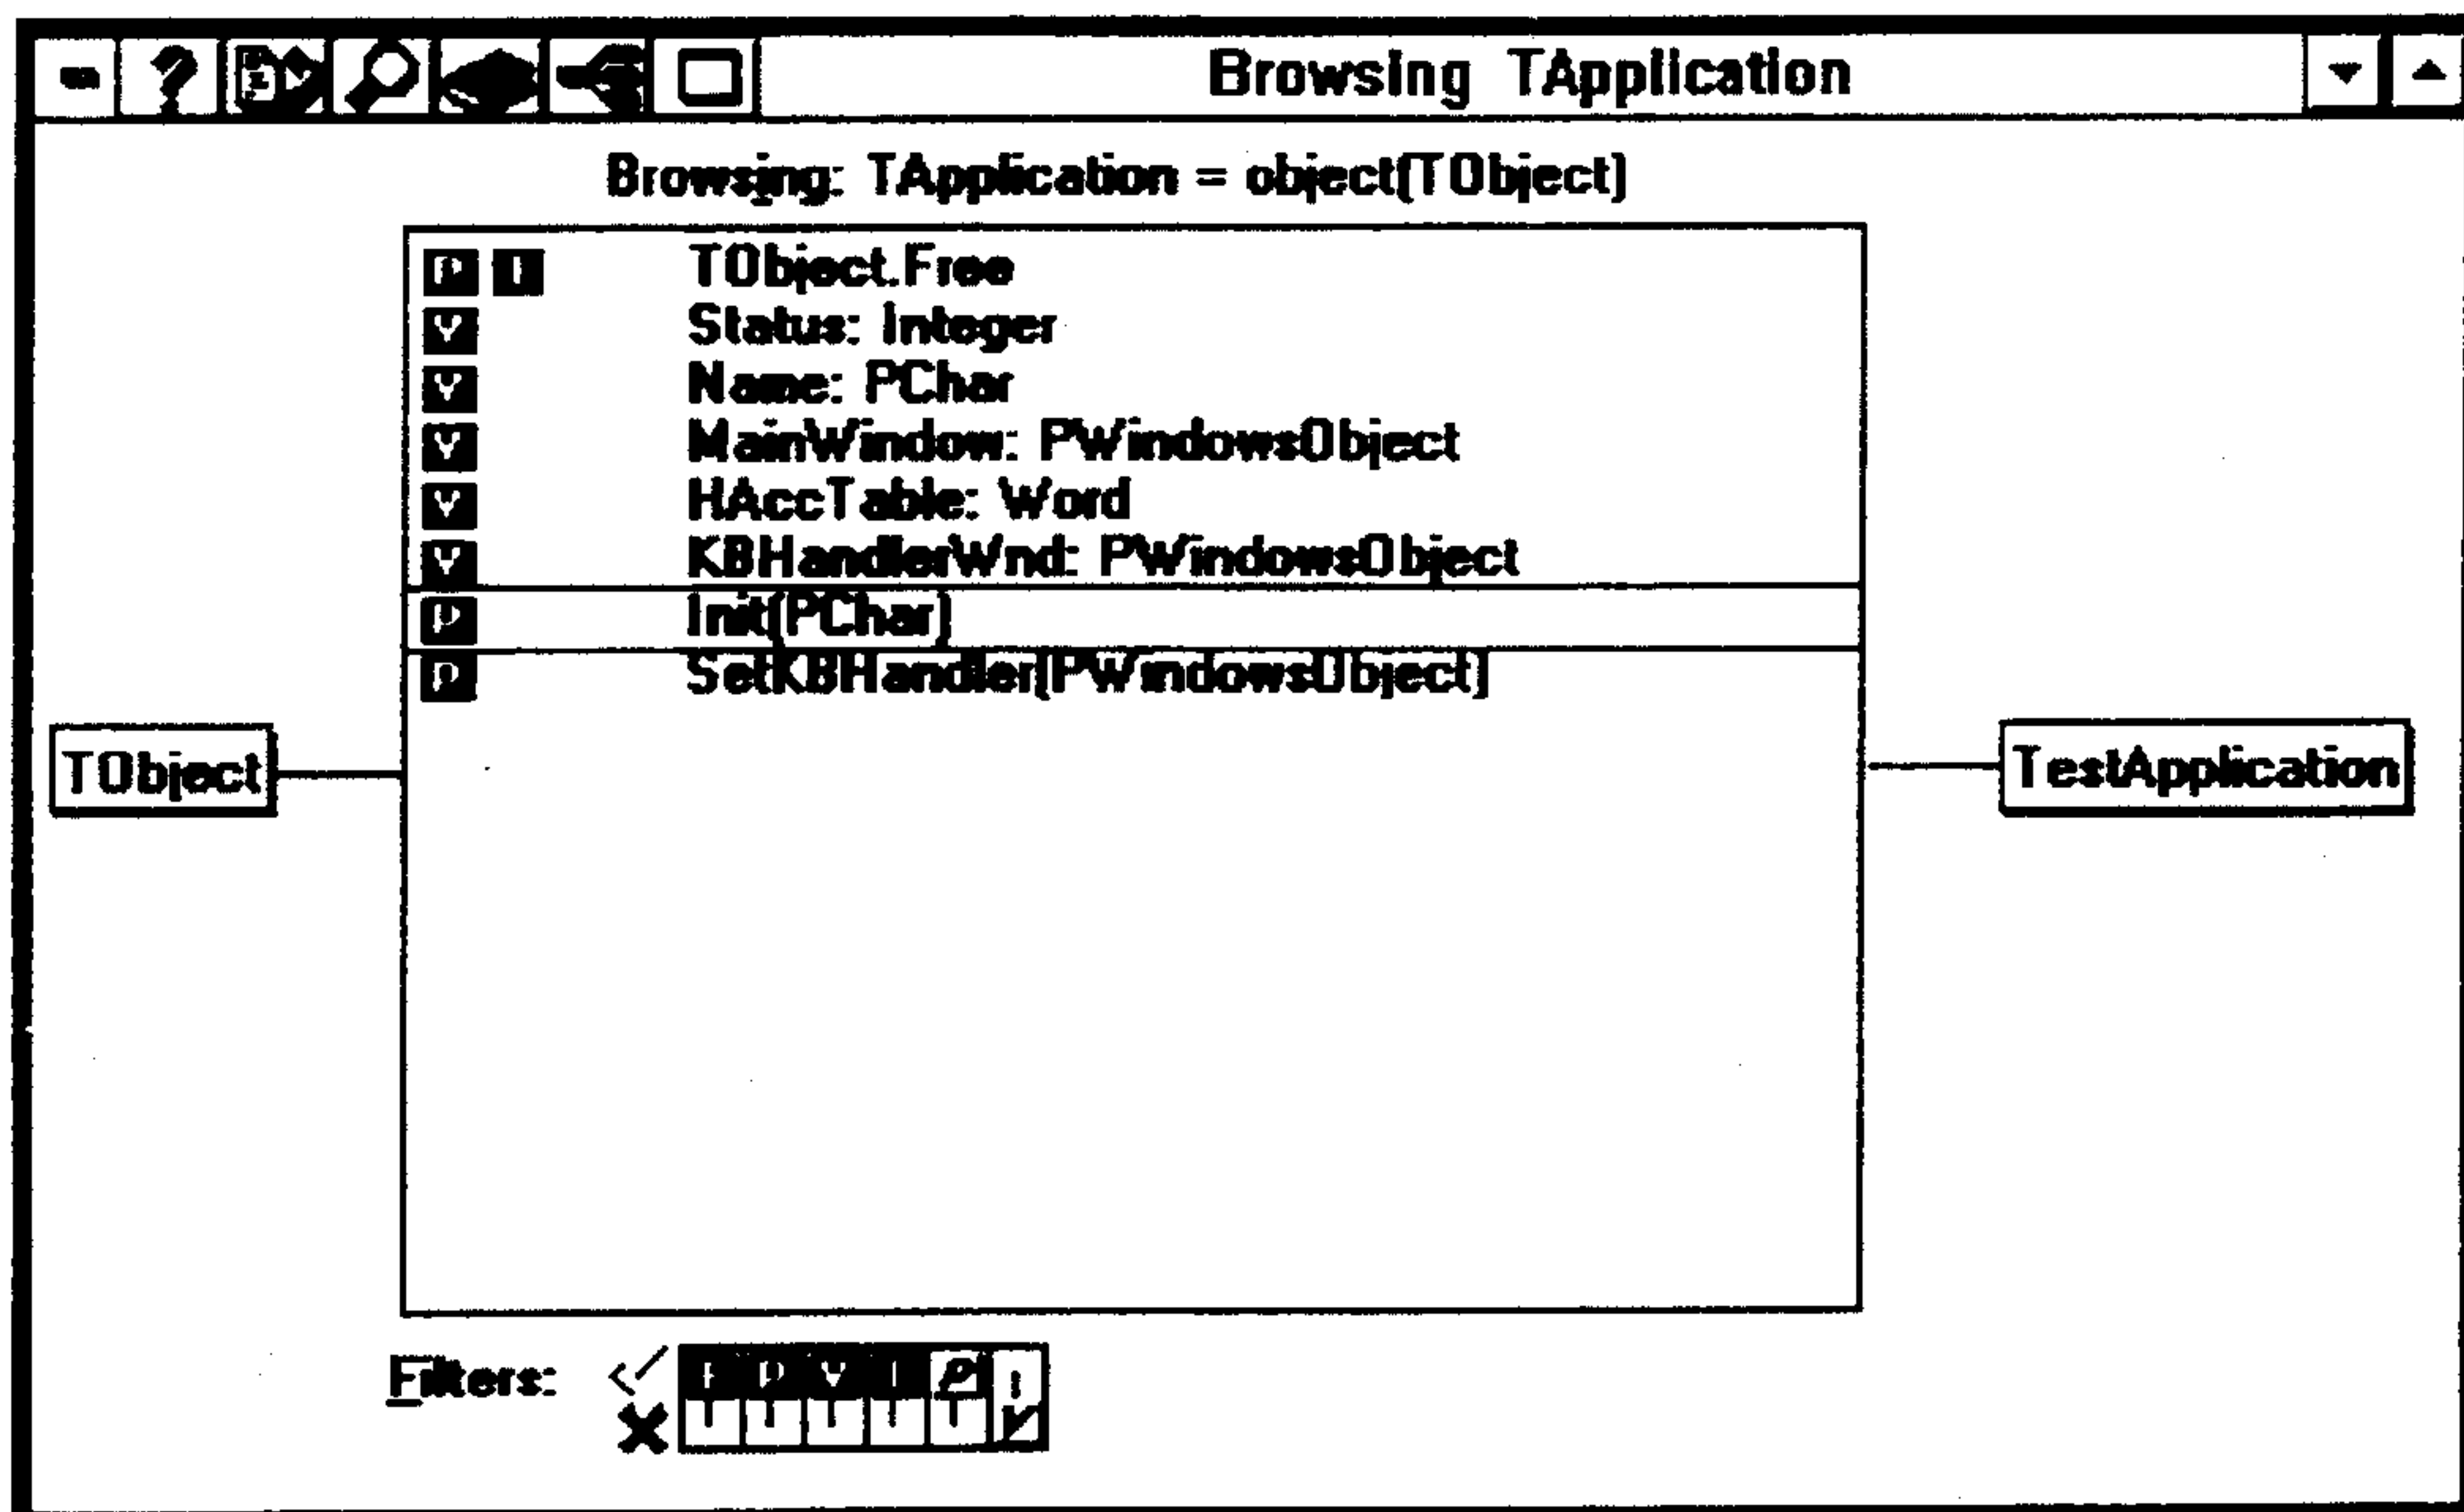 Browsing TApplication
Browsing: TApplication = object(TObject)
P I TObject.Free
V Status: Integer
V Name: PChar
V MainWindow: PWindowsObject
V HAccTable: Word
V KBHandlerWnd: PWindowsObject
P Init(PChar)
P SetKBHandler(PWindowsObject)
TObject
TestApplication
Filters: